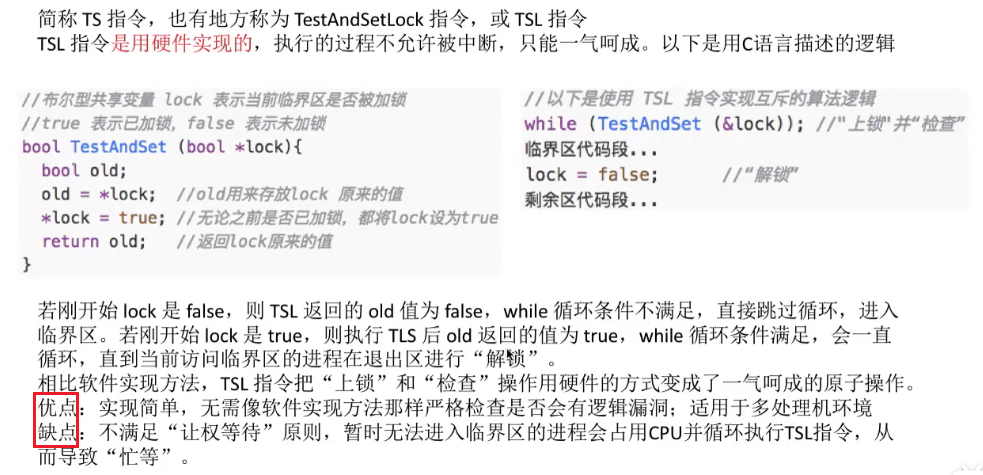 简称 TS 指令，也有地方称为 TestAndSetLock 指令，或 TSL 指令
TSL 指令是用硬件实现的，执行的过程不允许被中断，只能一气呵成。以下是用C语言描述的逻辑
//布尔型共享变量 lock 表示当前临界区是否被加锁
//true 表示已加锁，false 表示未加锁
bool TestAndSet (bool *lock){
bool old;
old = *lock; //old用来存放lock 原来的值
*lock = true; //无论之前是否已加锁，都将lock设为true
return old; //返回lock原来的值
}
//以下是使用 TSL 指令实现互斥的算法逻辑
while (TestAndSet (&lock)); //"上锁"并“检查”
临界区代码段...
lock = false; //“解锁”
剩余区代码段...
若刚开始 lock 是 false，则 TSL 返回的 old 值为 false，while 循环条件不满足，直接跳过循环，进入
临界区。若刚开始 lock 是 true，则执行 TLS 后 old 返回的值为 true，while 循环条件满足，会一直
循环，直到当前访问临界区的进程在退出区进行“解锁”。
相比软件实现方法，TSL 指令把“上锁”和“检查”操作用硬件的方式变成了一气呵成的原子操作。
优点：实现简单，无需像软件实现方法那样严格检查是否会有逻辑漏洞；适用于多处理机环境
缺点：不满足“让权等待”原则，暂时无法进入临界区的进程会占用CPU并循环执行TSL指令，从
而导致“忙等”。